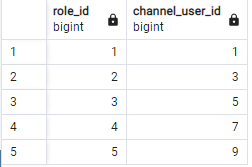 role_id channel_user_id
bigint bigint
1 1 1
2 2 3
3 3 5
4 4 7
5 5 9